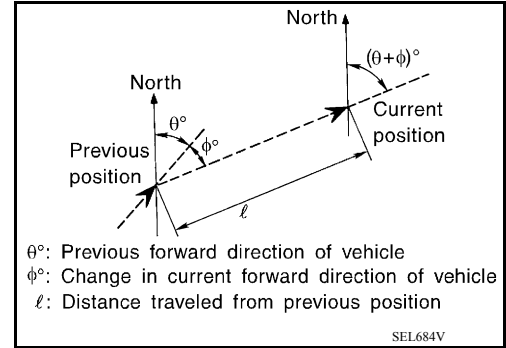 North
(θ+ϕ)°
North
θ°
ϕ°
Current
position
Previous
position
ℓ
θ°: Previous forward direction of vehicle
ϕ°: Change in current forward direction of vehicle
ℓ: Distance traveled from previous position
SEL684V